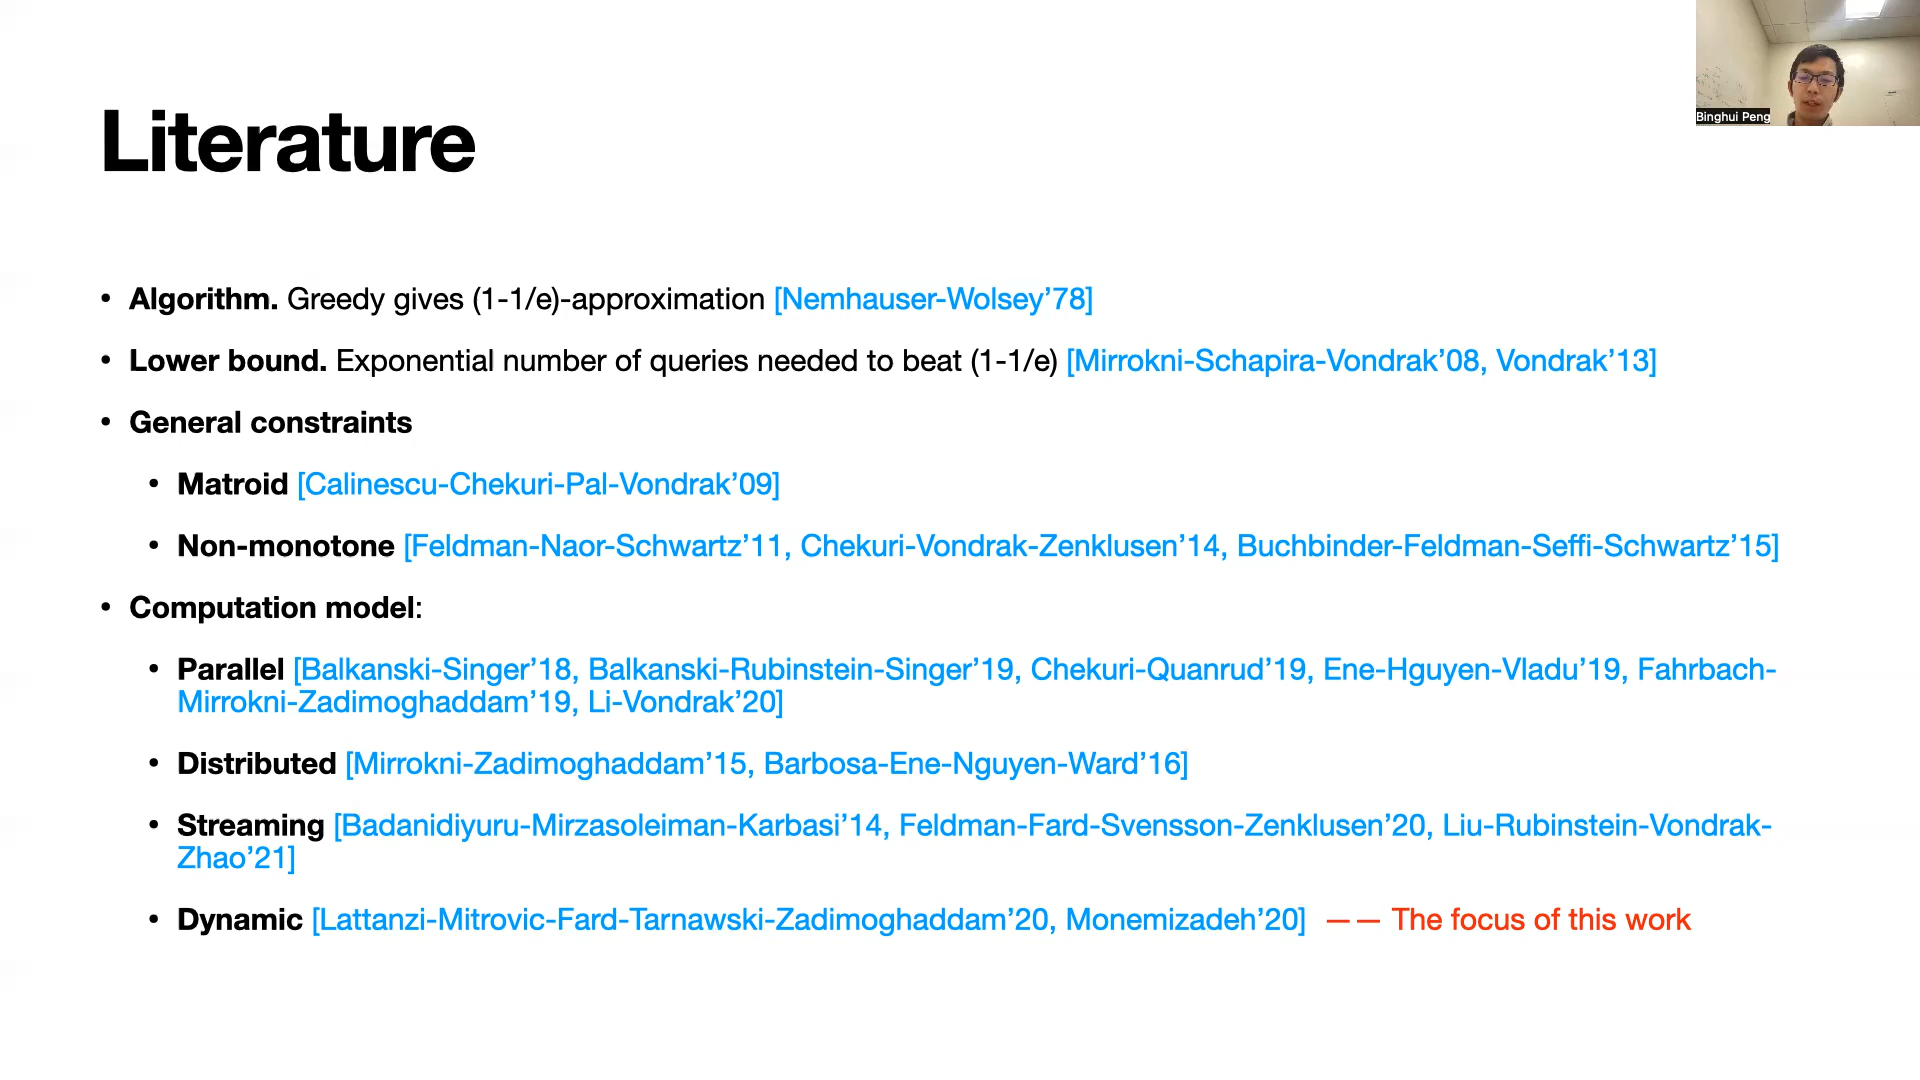 Binghui Peng
Literature
• Algorithm. Greedy gives (1-1/e)-approximation [Nemhauser-Wolsey’78]
• Lower bound. Exponential number of queries needed to beat (1-1/e) [Mirrokni-Schapira-Vondrak’08, Vondrak’13]
• General constraints
• Matroid [Calinescu-Chekuri-Pal-Vondrak’09]
• Non-monotone [Feldman-Naor-Schwartz’11, Chekuri-Vondrak-Zenklusen’14, Buchbinder-Feldman-Seffi-Schwartz’15]
• Computation model:
• Parallel [Balkanski-Singer’18, Balkanski-Rubinstein-Singer’19, Chekuri-Quanrud’19, Ene-Hguyen-Vladu’19, Fahrbach-
Mirrokni-Zadimoghaddam’19, Li-Vondrak’20]
• Distributed [Mirrokni-Zadimoghaddam’15, Barbosa-Ene-Nguyen-Ward’16]
• Streaming [Badanidiyuru-Mirzasoleiman-Karbasi’14, Feldman-Fard-Svensson-Zenklusen’20, Liu-Rubinstein-Vondrak-
Zhao’21]
• Dynamic [Lattanzi-Mitrovic-Fard-Tarnawski-Zadimoghaddam’20, Monemizadeh’20] —— The focus of this work